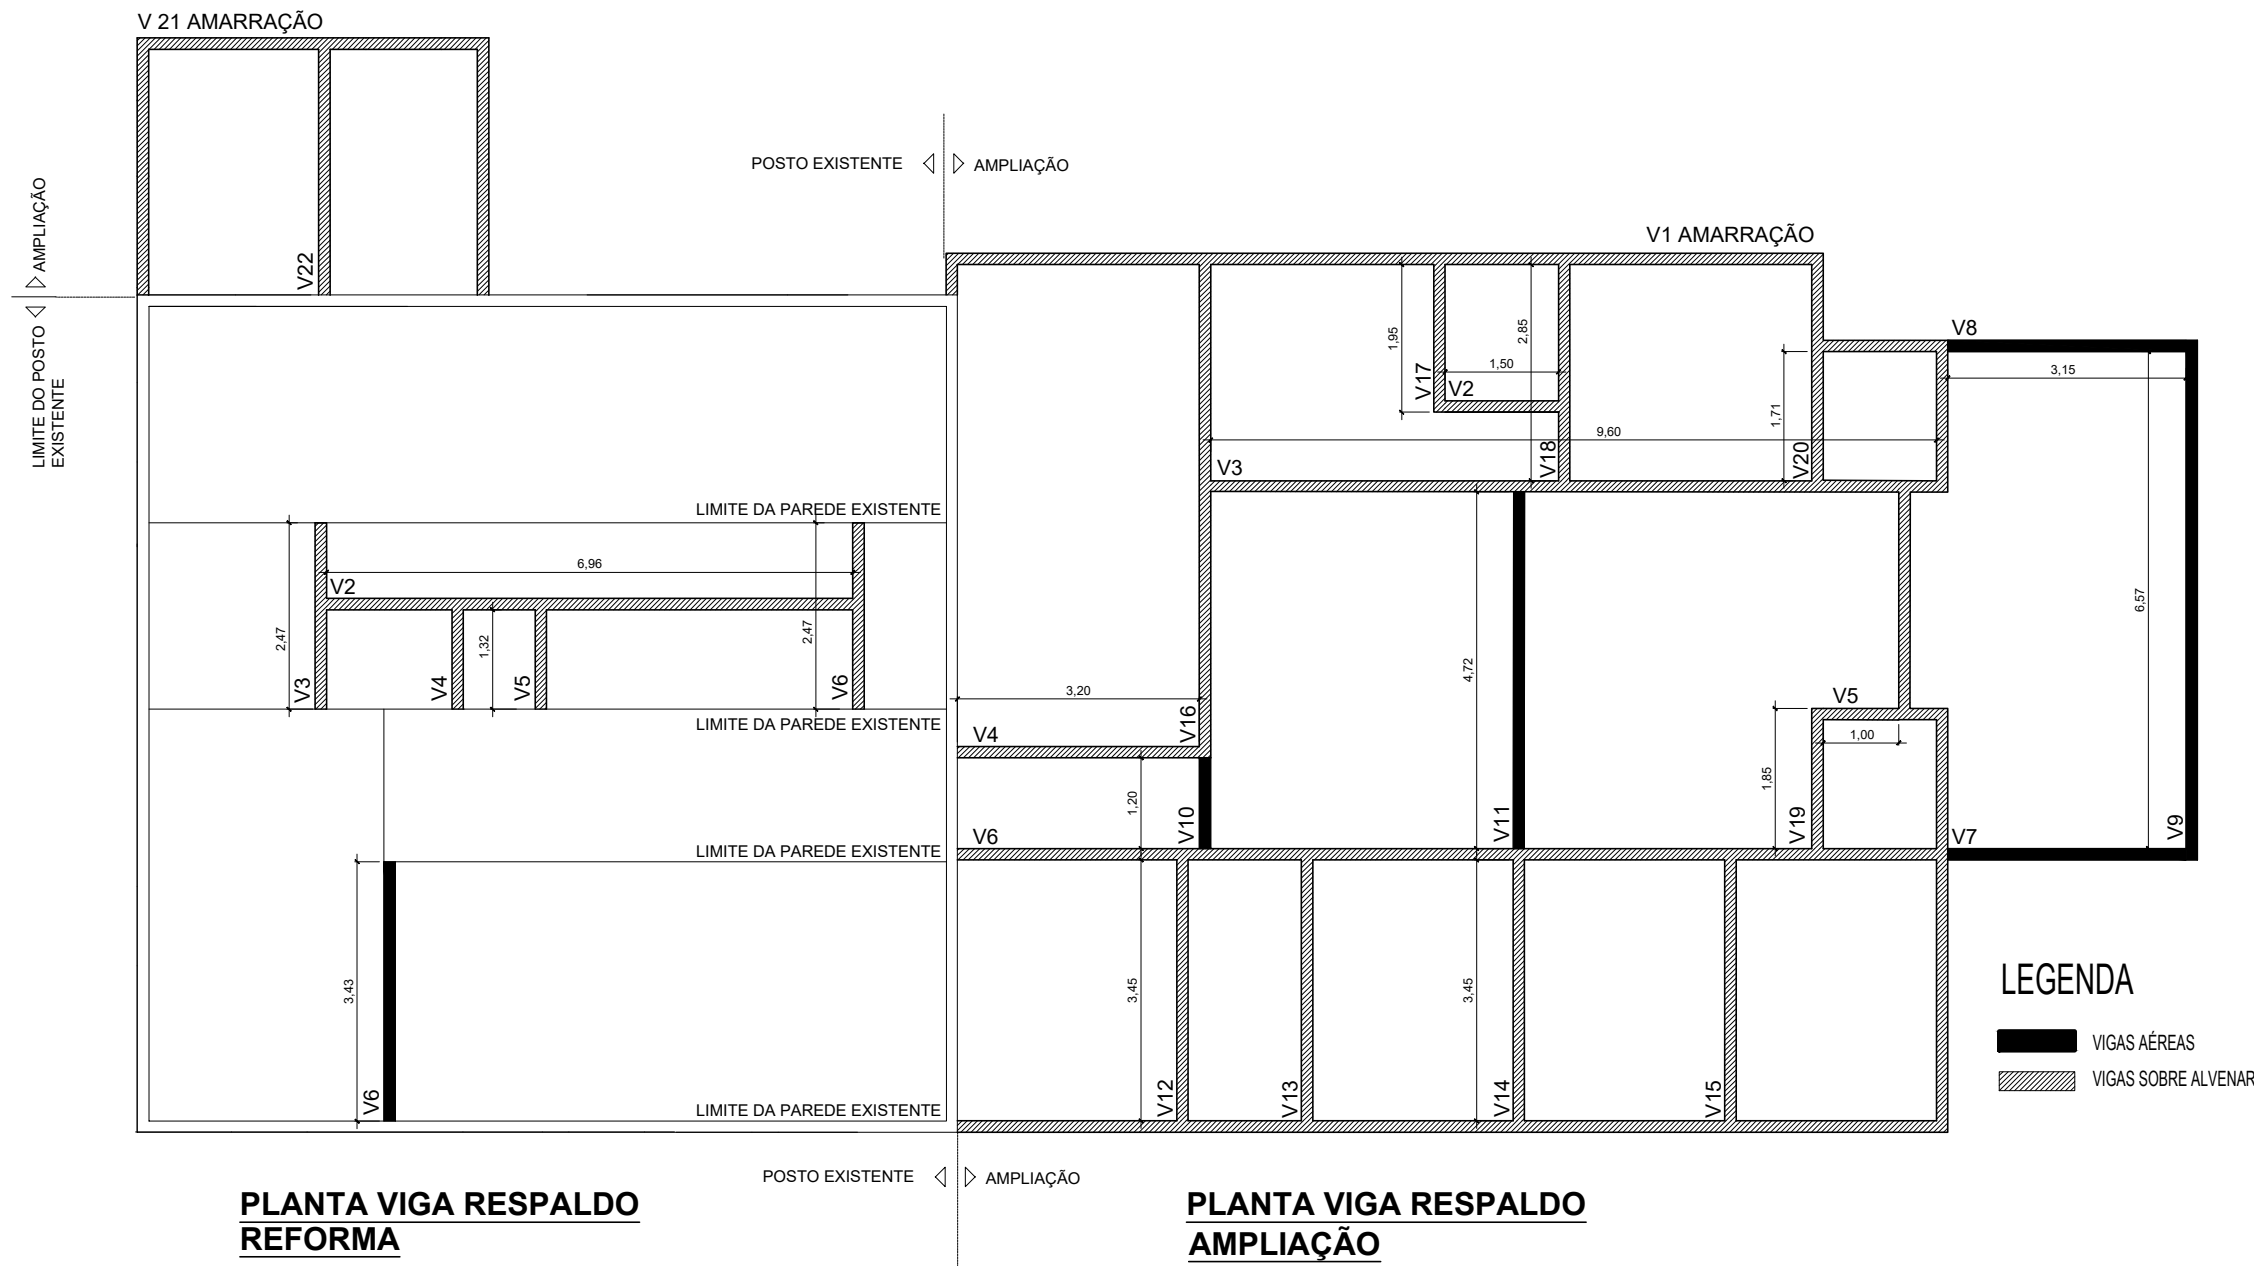 V 21 AMARRAÇÃO
POSTO EXISTENTE
AMPLIAÇÃO
AMPLIAÇÃO
LIMITE DO POSTO
EXISTENTE
V22
V1 AMARRAÇÃO
V8
3,15
1,95
2,85
1,50
V17
V2
1,71
9,60
V3
V18
V20
LIMITE DA PAREDE EXISTENTE
6,96
V2
2,47
1,32
2,47
V3
V4
V5
V6
LIMITE DA PAREDE EXISTENTE
6,57
4,72
3,20
V16
V4
V5
1,00
1,85
1,20
V10
V11
V19
V9
V6
V7
LIMITE DA PAREDE EXISTENTE
3,43
V6
3,45
3,45
V12
V13
V14
V15
LIMITE DA PAREDE EXISTENTE
LEGENDA
VIGAS AÉREAS
VIGAS SOBRE ALVENAR
POSTO EXISTENTE
AMPLIAÇÃO
PLANTA VIGA RESPALDO
REFORMA
PLANTA VIGA RESPALDO
AMPLIAÇÃO